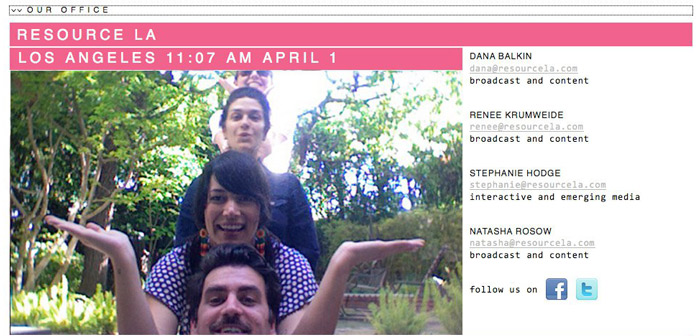 OUR OFFICE
RESOURCE LA
LOS ANGELES 11:07 AM APRIL 1
DANA BALKIN
dana@resourcela.com
broadcast and content
RENEE KRUMWEIDE
renee@resourcela.com
broadcast and content
STEPHANIE HODGE
stephanie@resourcela.com
interactive and emerging media
NATASHA ROSOW
natasha@resourcela.com
broadcast and content
follow us on f t